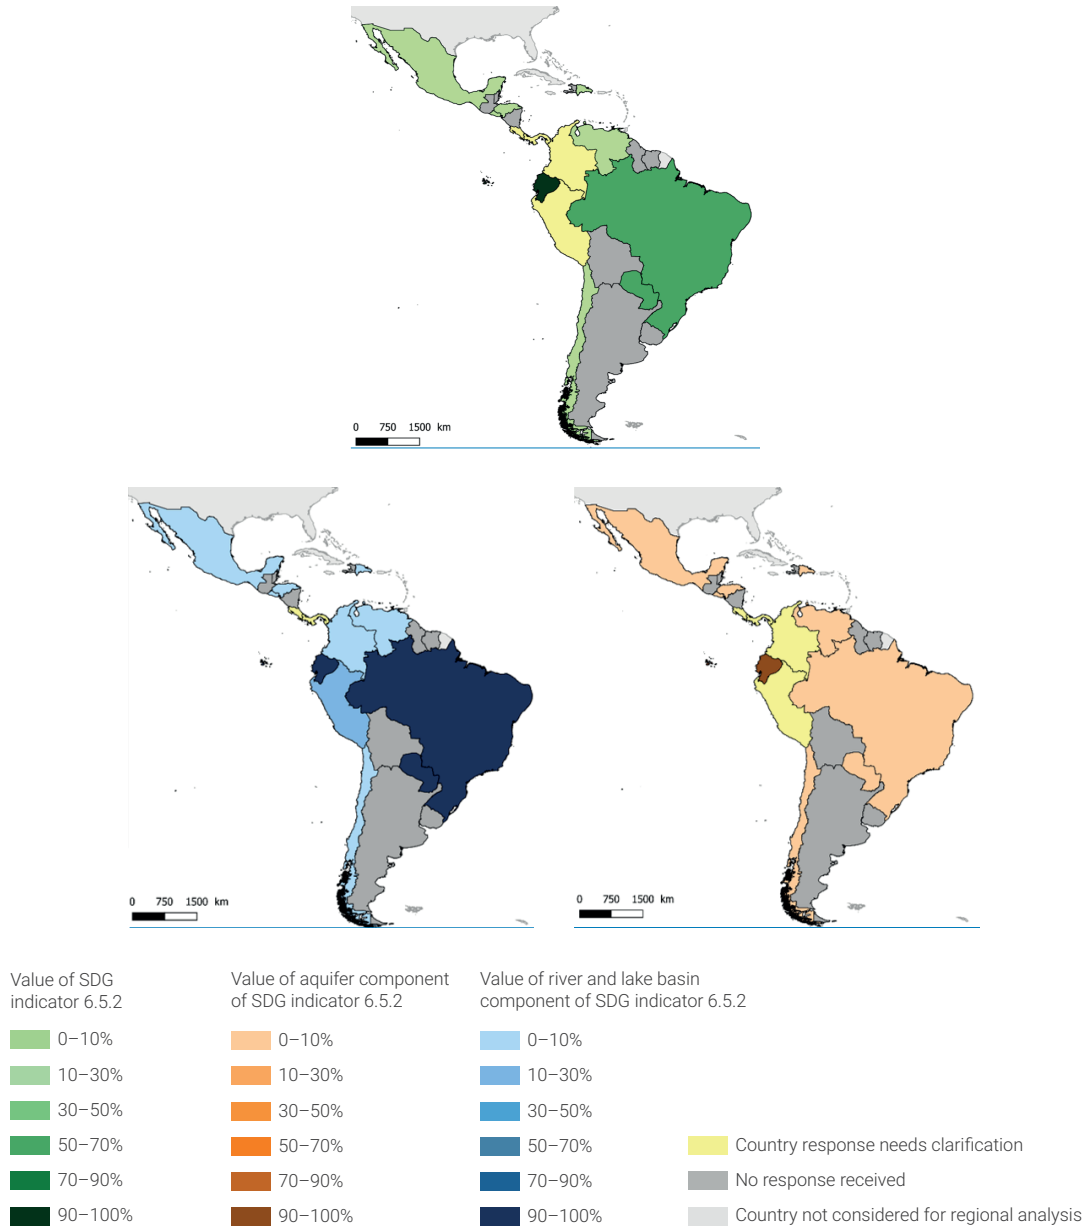 0 750 1500 km
0 750 1500 km
0 750 1500 km
Value of SDG
indicator 6.5.2
0–10%
10–30%
30–50%
50–70%
70–90%
90–100%
Value of aquifer component
of SDG indicator 6.5.2
0–10%
10–30%
30–50%
50–70%
70–90%
90–100%
Value of river and lake basin
component of SDG indicator 6.5.2
0–10%
10–30%
30–50%
50–70%
70–90%
90–100%
Country response needs clarification
No response received
Country not considered for regional analysis